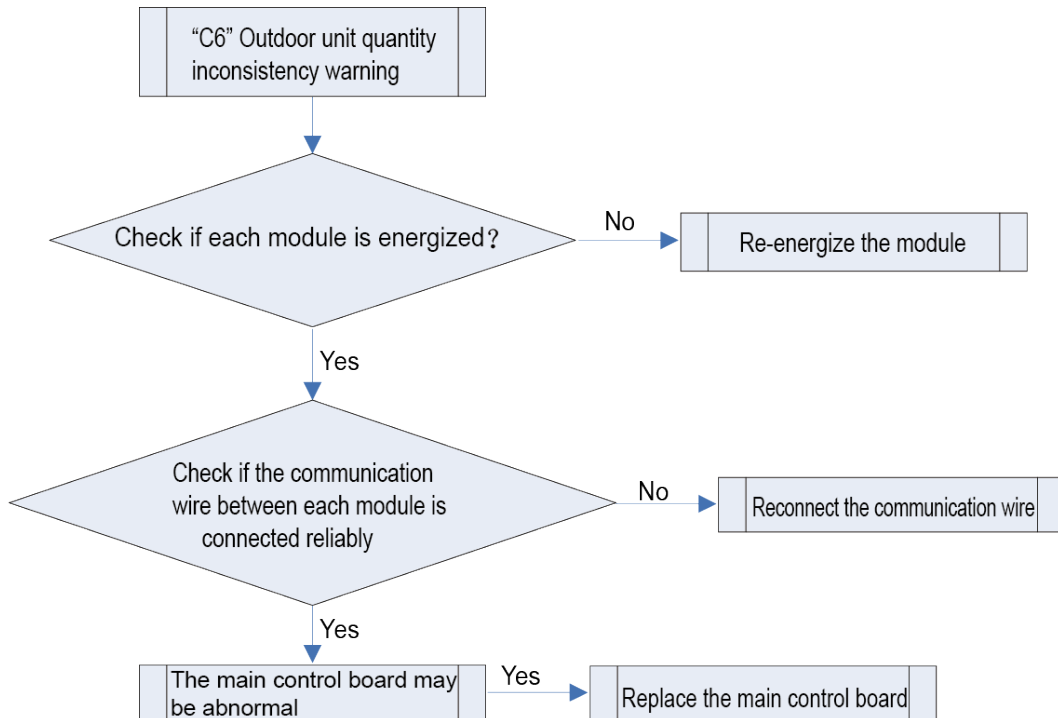 “C6” Outdoor unit quantity
inconsistency warning
Check if each module is energized？
No
Re-energize the module
Yes
Check if the communication
wire between each module is
connected reliably
No
Reconnect the communication wire
Yes
The main control board may
be abnormal
Yes
Replace the main control board